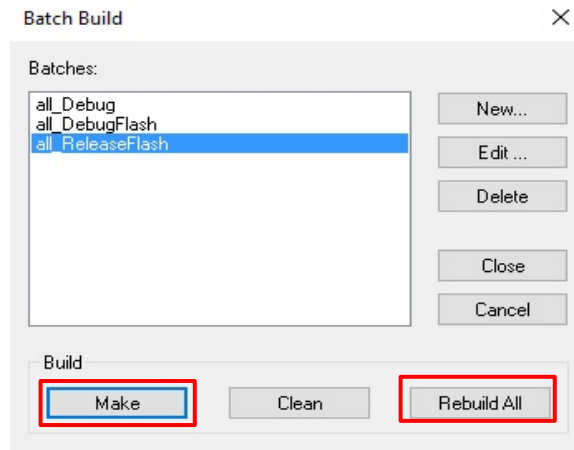 Batch Build
Batches:
all_Debug
all_DebugFlash
all_ReleaseFlash
New...
Edit ...
Delete
Close
Cancel
Build
Make
Clean
Rebuild All